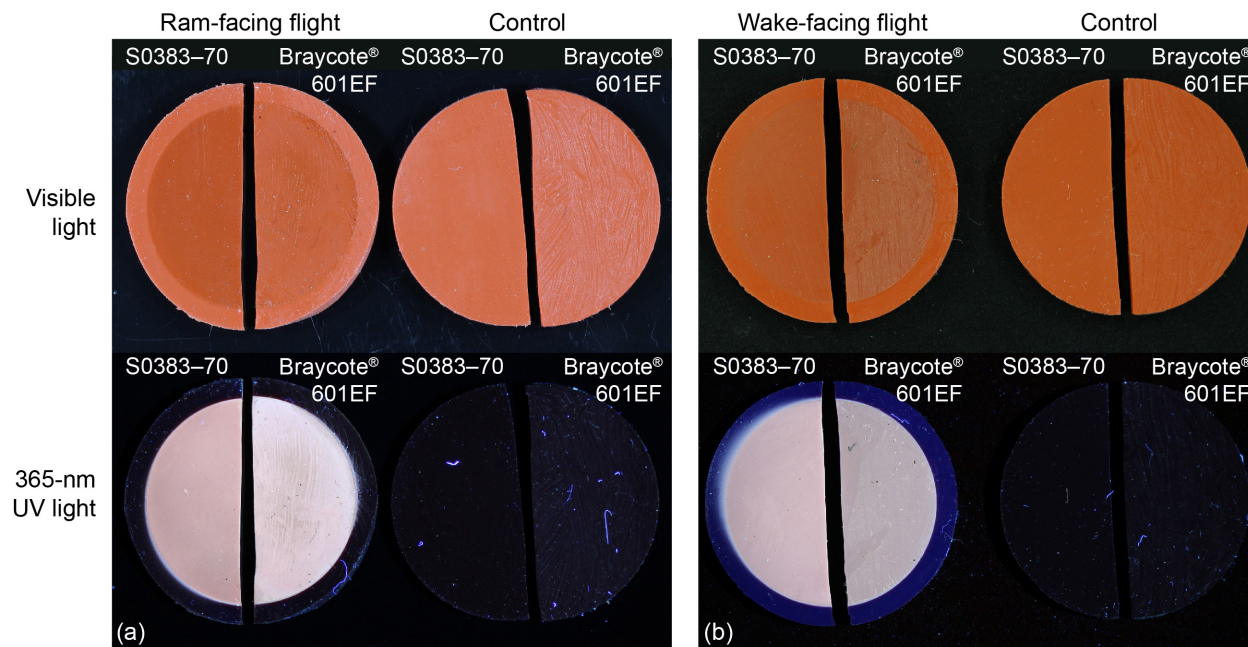 Ram-facing flight
Control
Wake-facing flight
Control
S0383–70
Braycote®
601EF
S0383–70
Braycote®
601EF
S0383–70
Braycote®
601EF
S0383–70
Braycote®
601EF
Visible
light
S0383–70
Braycote®
601EF
S0383–70
Braycote®
601EF
S0383–70
Braycote®
601EF
S0383–70
Braycote®
601EF
365-nm
UV light
(a)
(b)